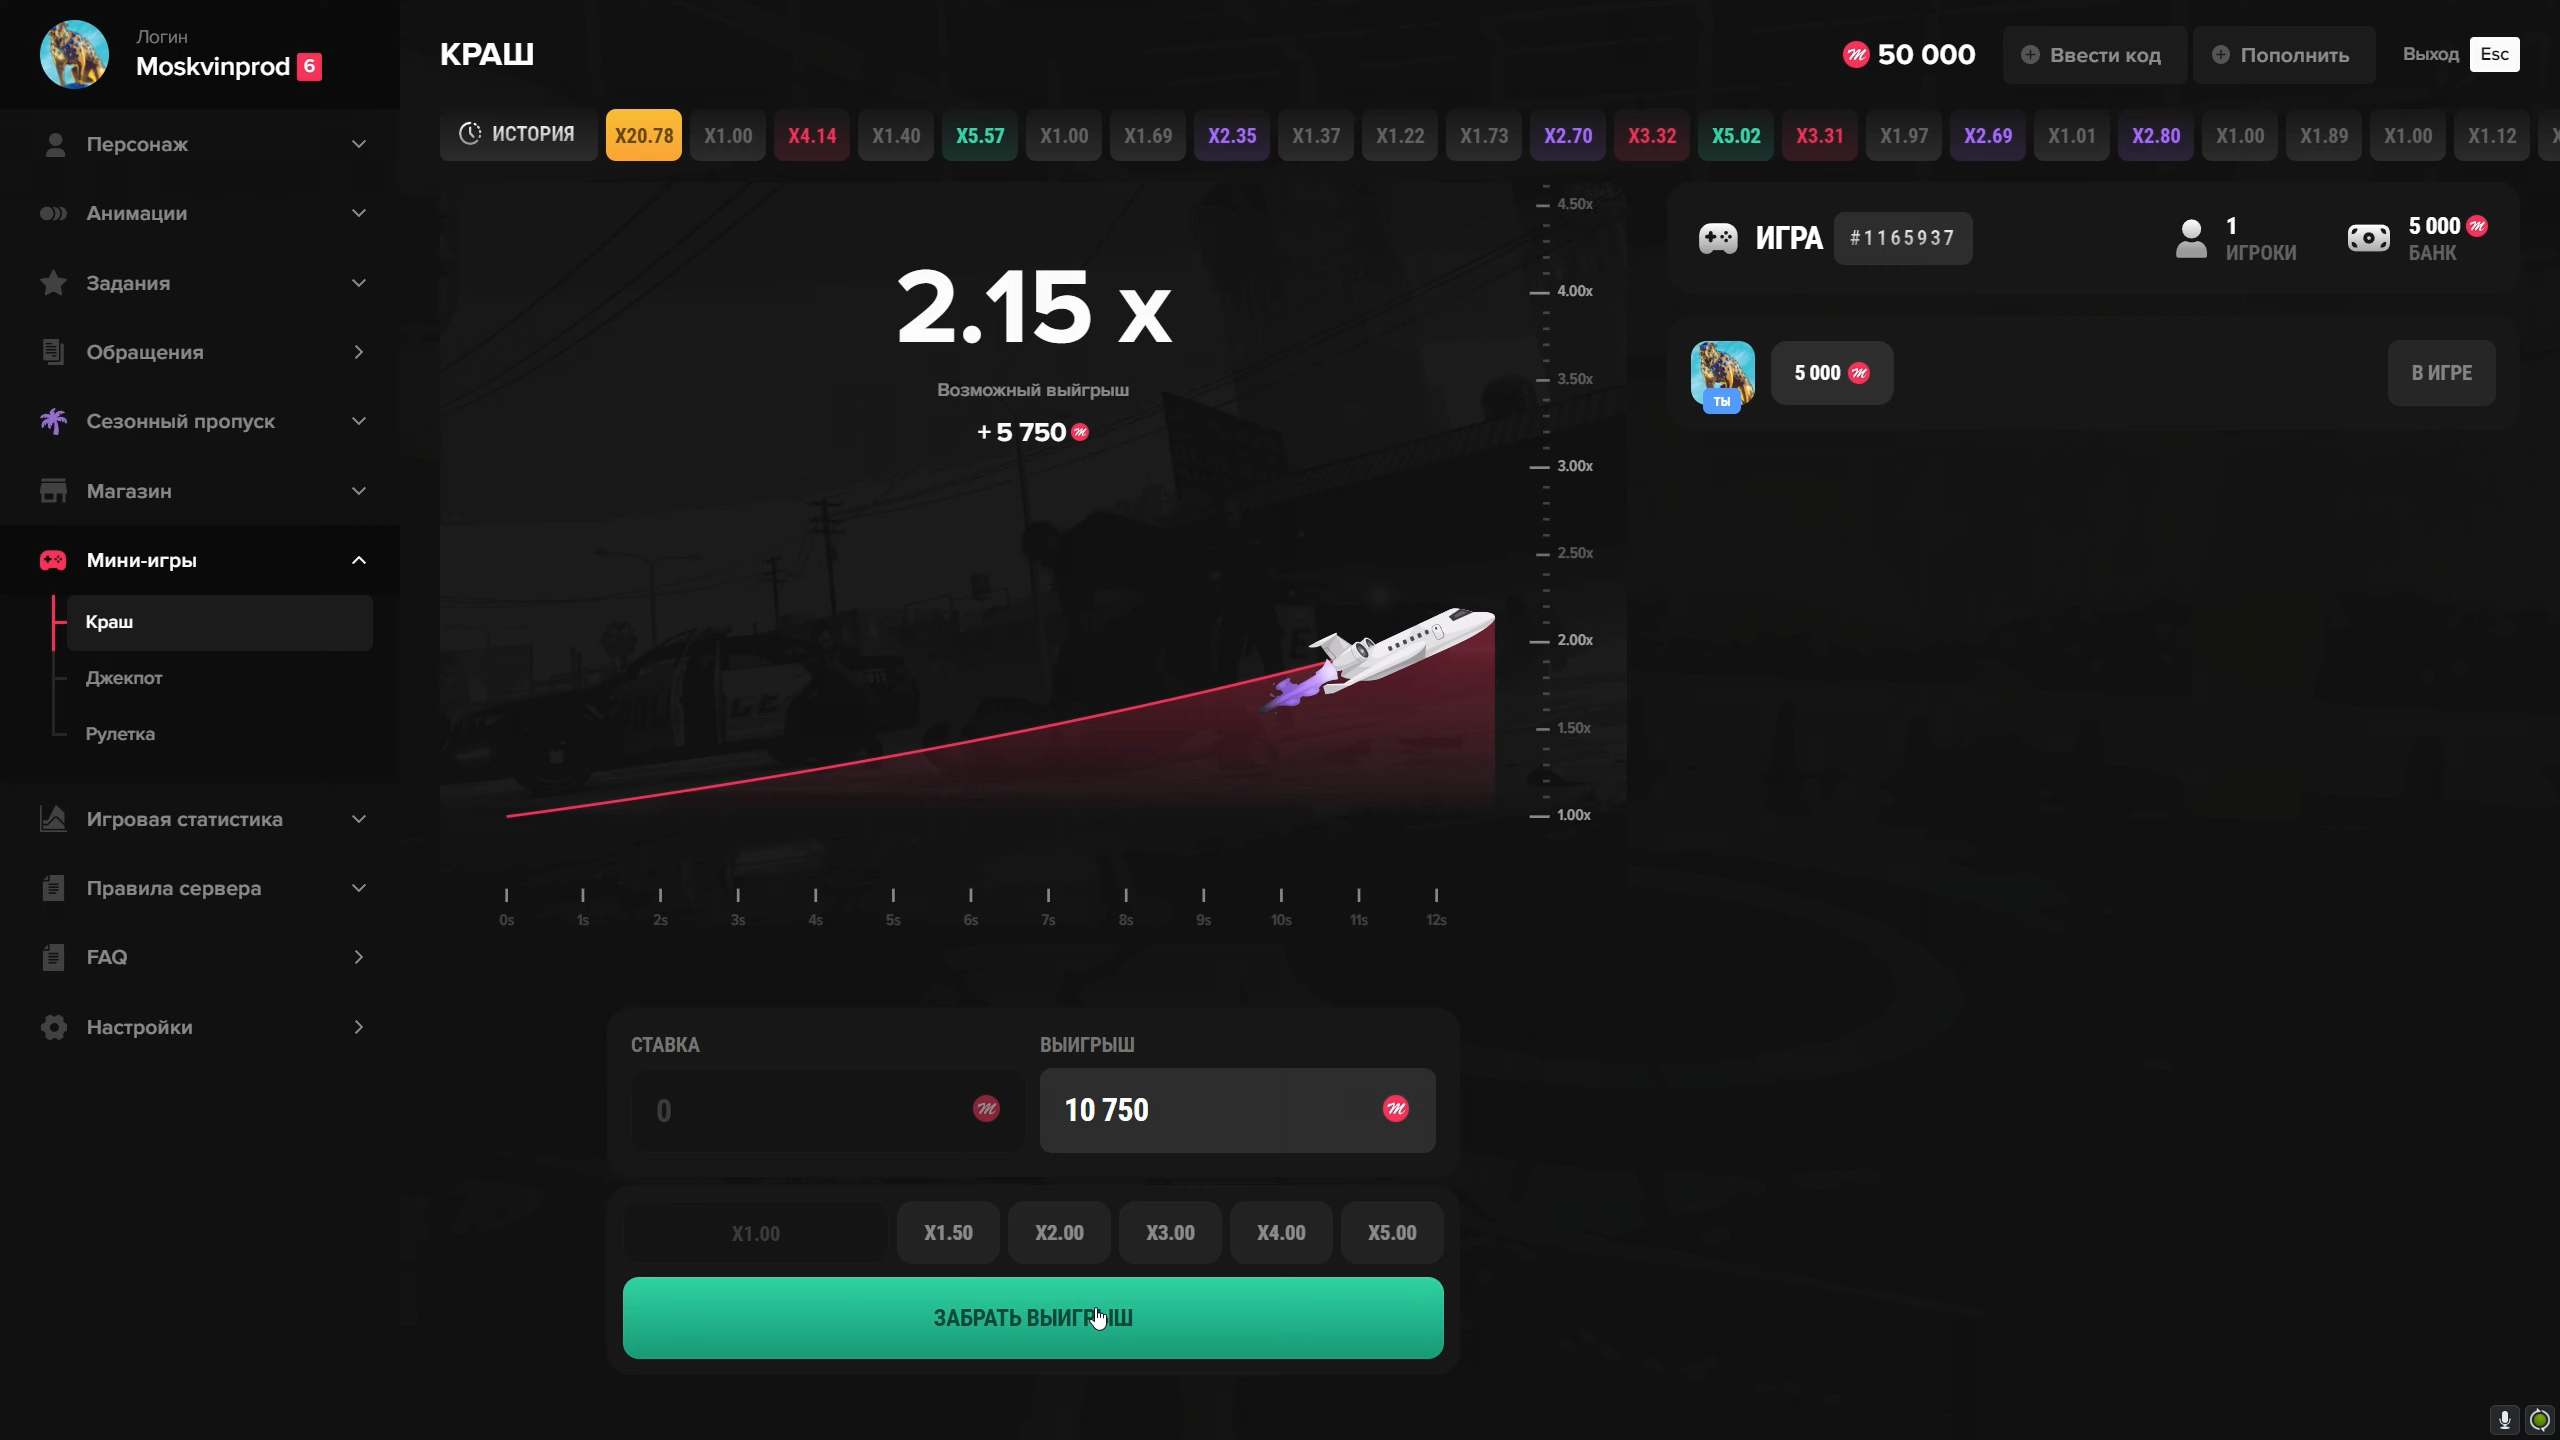 Логин
Moskvinprod 6
Персонаж
Анимации
Задания
Обращения
Сезонный пропуск
Магазин
Мини-игры
Краш
Джекпот
Рулетка
Игровая статистика
Правила сервера
FAQ
Настройки
КРАШ
50 000
Ввести код
Пополнить
Выход Esc
ИСТОРИЯ X20.78 X1.00 X4.14 X1.40 X5.57 X1.00 X1.69 X2.35 X1.37 X1.22 X1.73 X2.70 X3.32 X5.02 X3.31 X1.97 X2.69 X1.01 X2.80 X1.00 X1.89 X1.00 X1.12
2.15 x
Возможный выйгрыш
+ 5 750
4.50x
4.00x
3.50x
3.00x
2.50x
2.00x
1.50x
1.00x
0s 1s 2s 3s 4s 5s 6s 7s 8s 9s 10s 11s 12s
ИГРА #1165937
1
ИГРОКИ
5 000
БАНК
ТЫ
5 000
В ИГРЕ
СТАВКА
0
ВЫИГРЫШ
10 750
X1.00 X1.50 X2.00 X3.00 X4.00 X5.00
ЗАБРАТЬ ВЫИГРЫШ